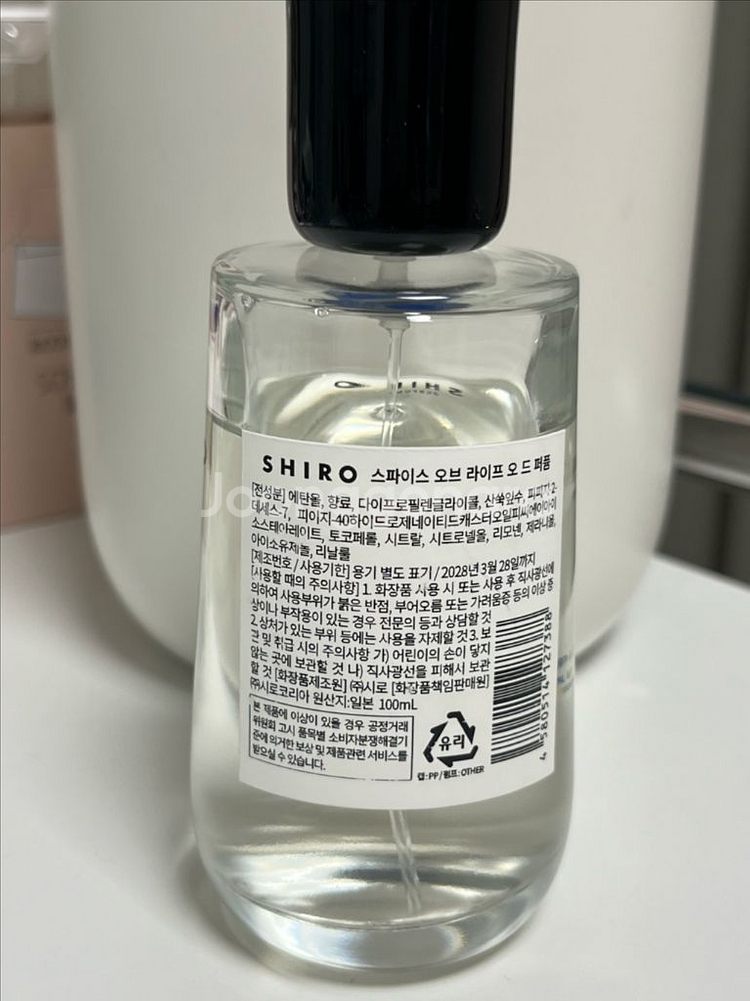 SHIRO 스파이스 오브 라이프 오 드 퍼퓸
[전성분] 에탄올, 향료, 다이프로필렌글라이콜, 산쑥잎수,
데세스-7, 피이지-40하이드로제네이티드캐스터오일피씨에이아이
소스테아레이트, 토코페롤, 시트랄, 시트로넬올, 리모넨, 제라니올,
아이소유제놀, 리날룰
[제조번호/사용기한] 용기 별도 표기 / 2028년 3월 28일까지
[사용할 때의 주의사항] 1. 화장품 사용 시 또는 사용 후 직사광선에
의하여 사용부위가 붉은 반점, 부어오름 또는 가려움증 등의 이상 증
상이나 부작용이 있는 경우 전문의 등과 상담할 것
2. 상처가 있는 부위 등에는 사용을 자제할 것 3. 보
관 및 취급 시의 주의사항 가) 어린이의 손이 닿지
않는 곳에 보관할 것 나) 직사광선을 피해서 보관
할 것 [화장품제조원] ㈜시로 [화장품책임판매원]
㈜시로코리아 원산지:일본 100mL
본 제품에 이상이 있을 경우 공정거래
위원회 고시 품목별 소비자분쟁해결기
준에 의거한 보상 및 제품관련 서비스를
받으실 수 있습니다.
유리
캡:PP/펌프:OTHER
4 580514 727388